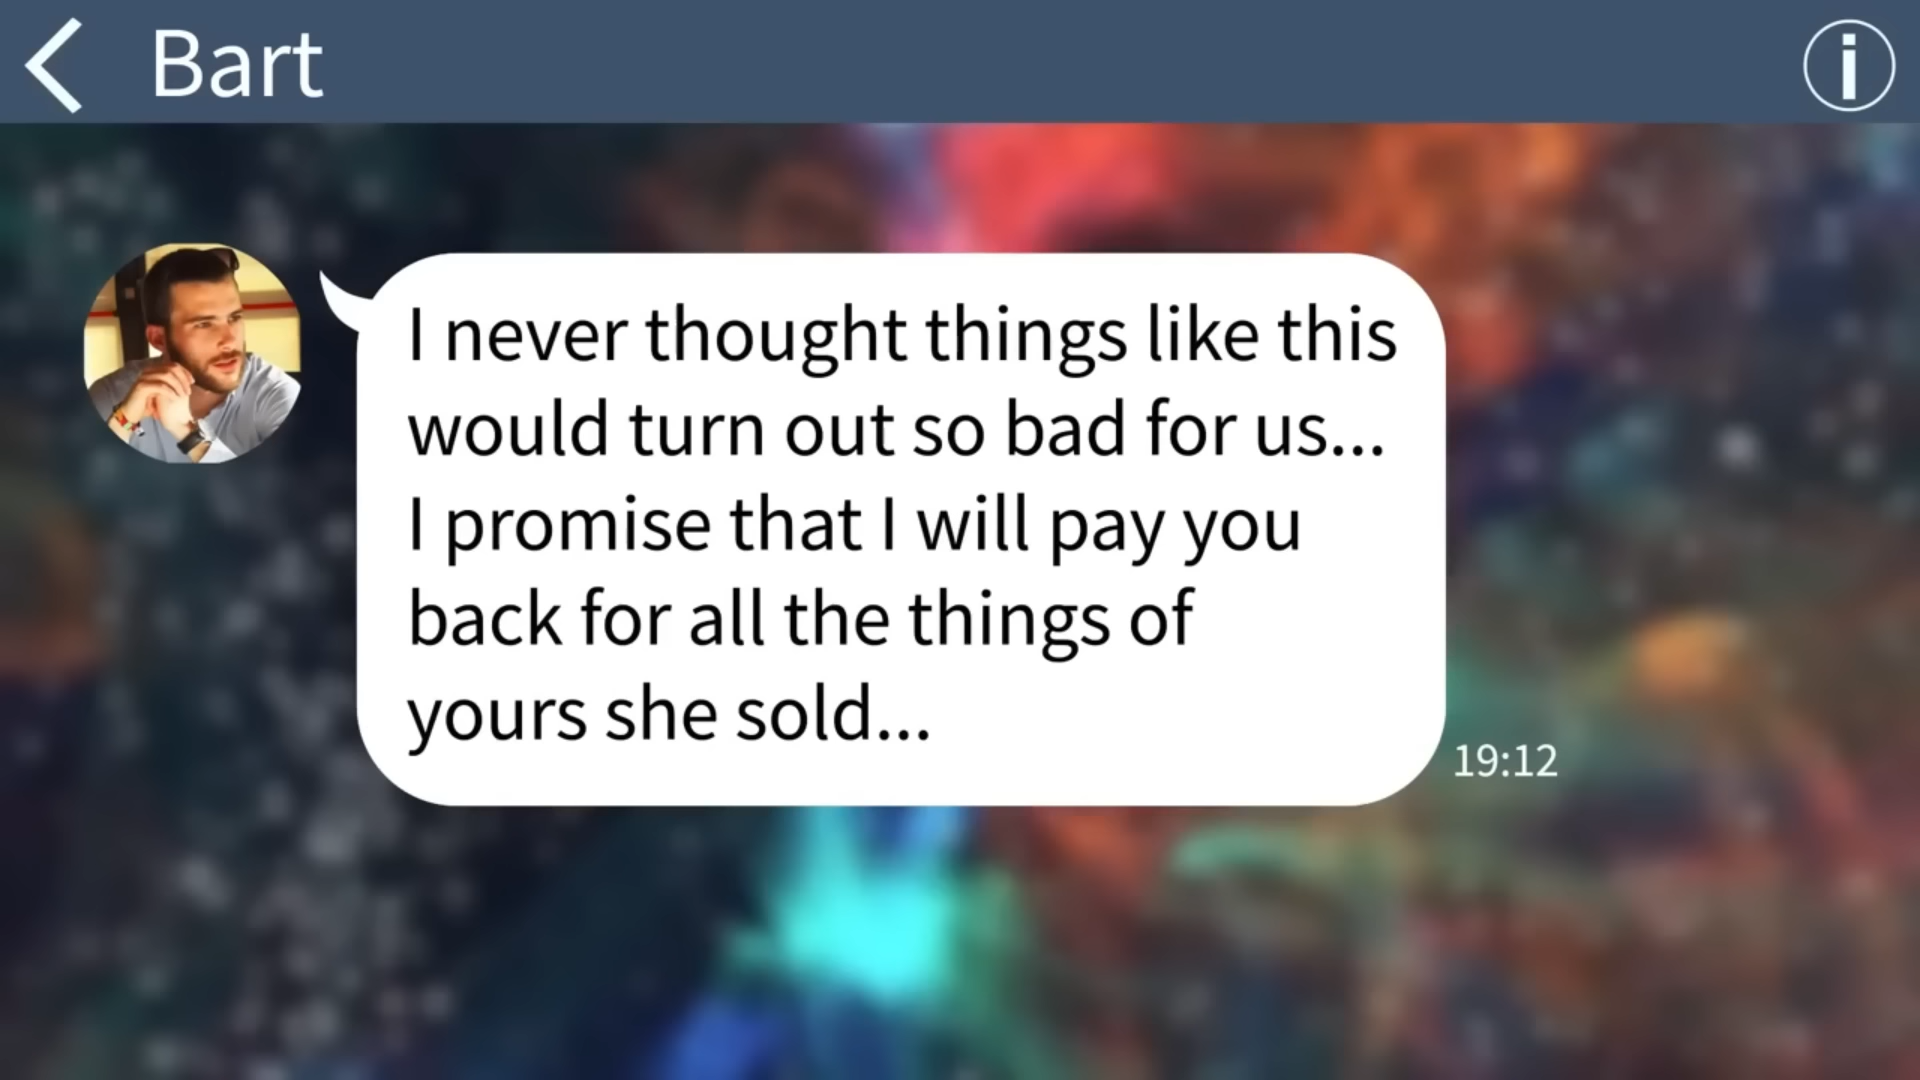 Bart
I never thought things like this
would turn out so bad for us...
I promise that I will pay you
back for all the things of
yours she sold...
19:12